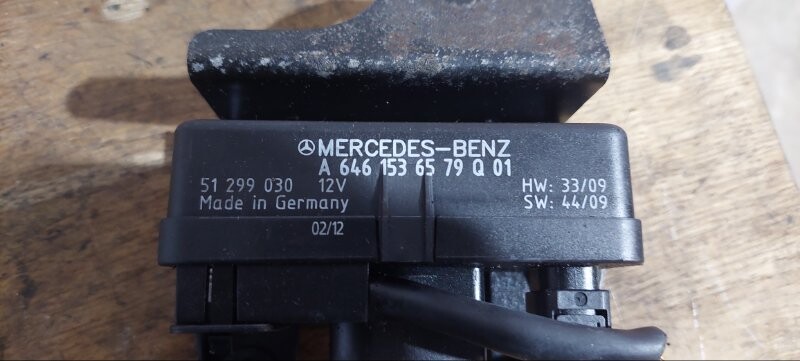 MERCEDES-BENZ
A 646 153 65 79 Q 01
51 299 030 12V
HW: 33/09
Made in Germany
SW: 44/09
02/12